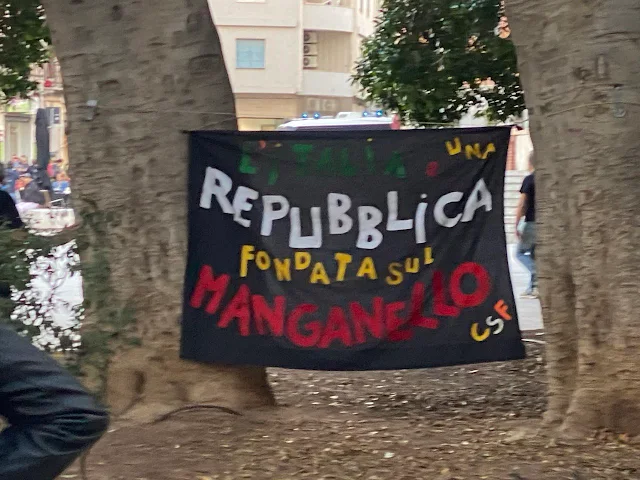 L'ITALIA È UNA
REPUBBLiCA
FONDATA SUL
MANGANELLO
CSF